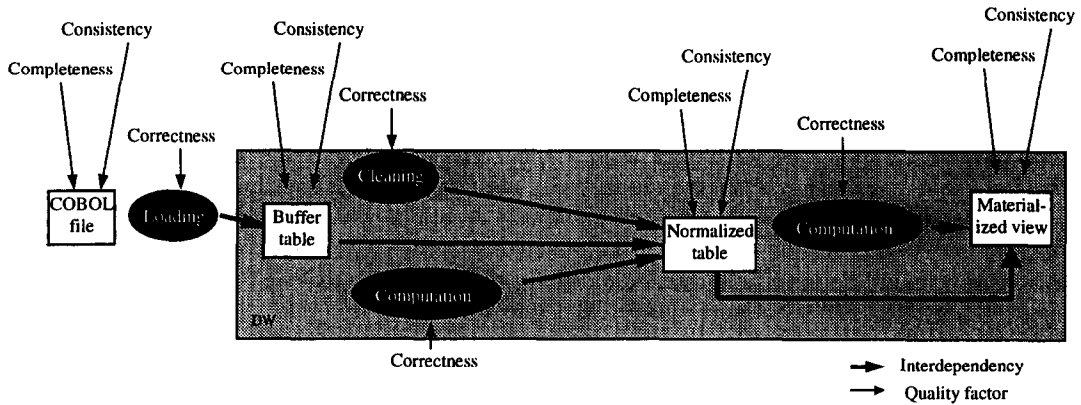 Consistency
Completeness
Correctness
COBOL
file
Loading
Consistency
Completeness
Correctness
Cleaning
Buffer
table
Computation
Correctness
DW
Consistency
Completeness
Normalized
table
Correctness
Computation
Consistency
Completeness
Material-
ized view
Interdependency
Quality factor